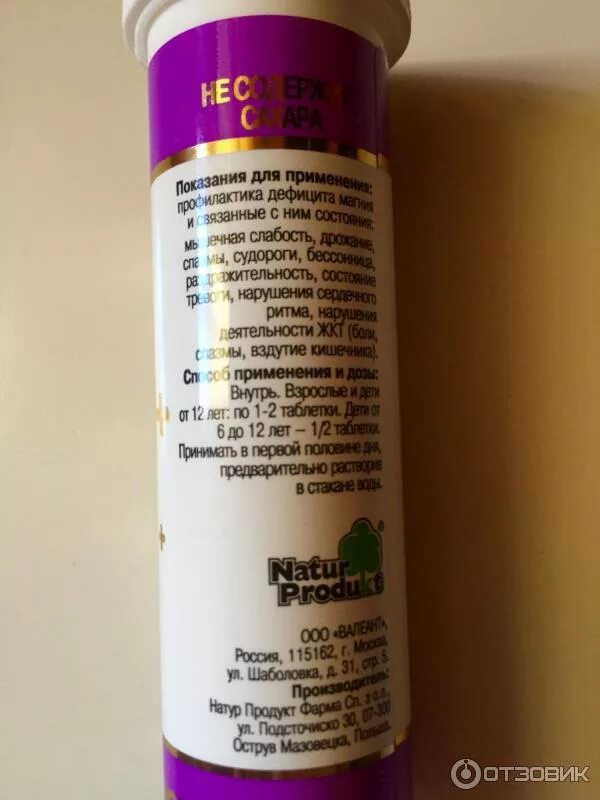 НЕ СОДЕРЖИТ
САХАРА
Показания для применения:
профилактика дефицита магния
и связанные с ним состояния:
мышечная слабость, дрожание,
спазмы, судороги, бессонница,
раздражительность, состояние
тревоги, нарушения сердечного
ритма, нарушения
деятельности ЖКТ (боли,
спазмы, вздутие кишечника).
Способ применения и дозы:
Внутрь. Взрослые и дети
от 12 лет: по 1-2 таблетки. Дети от
6 до 12 лет – 1/2 таблетки.
Принимать в первой половине дня,
предварительно растворив
в стакане воды.
Natur
Produkt
ООО «ВАЛЕАНТ»,
Россия, 115162, г. Москва,
ул. Шаболовка, д. 31, стр. 5.
Производитель:
Натур Продукт Фарма Сп. з о.о.,
ул. Подсточиско 30, 07-300
Острув Мазовецка, Польша.
ОТЗОВИК